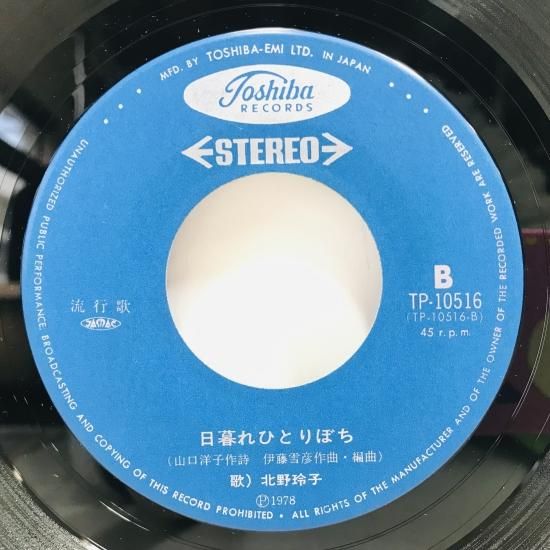 MFD. BY TOSHIBA-EMI LTD. IN JAPAN
Toshiba
RECORDS
STEREO
B
TP-10516
(TP-10516-B)
45 r.p.m.
流行歌
JASRAC
日暮れひとりぼち
(山口洋子作詩 伊藤雪彦作曲・編曲)
歌) 北野玲子
Ⓟ1978
UNAUTHORIZED PUBLIC PERFORMANCE, BROADCASTING AND COPYING OF THIS RECORD PROHIBITED • ALL RIGHTS OF THE MANUFACTURER AND OF THE OWNER OF THE RECORDED WORK ARE RESERVED